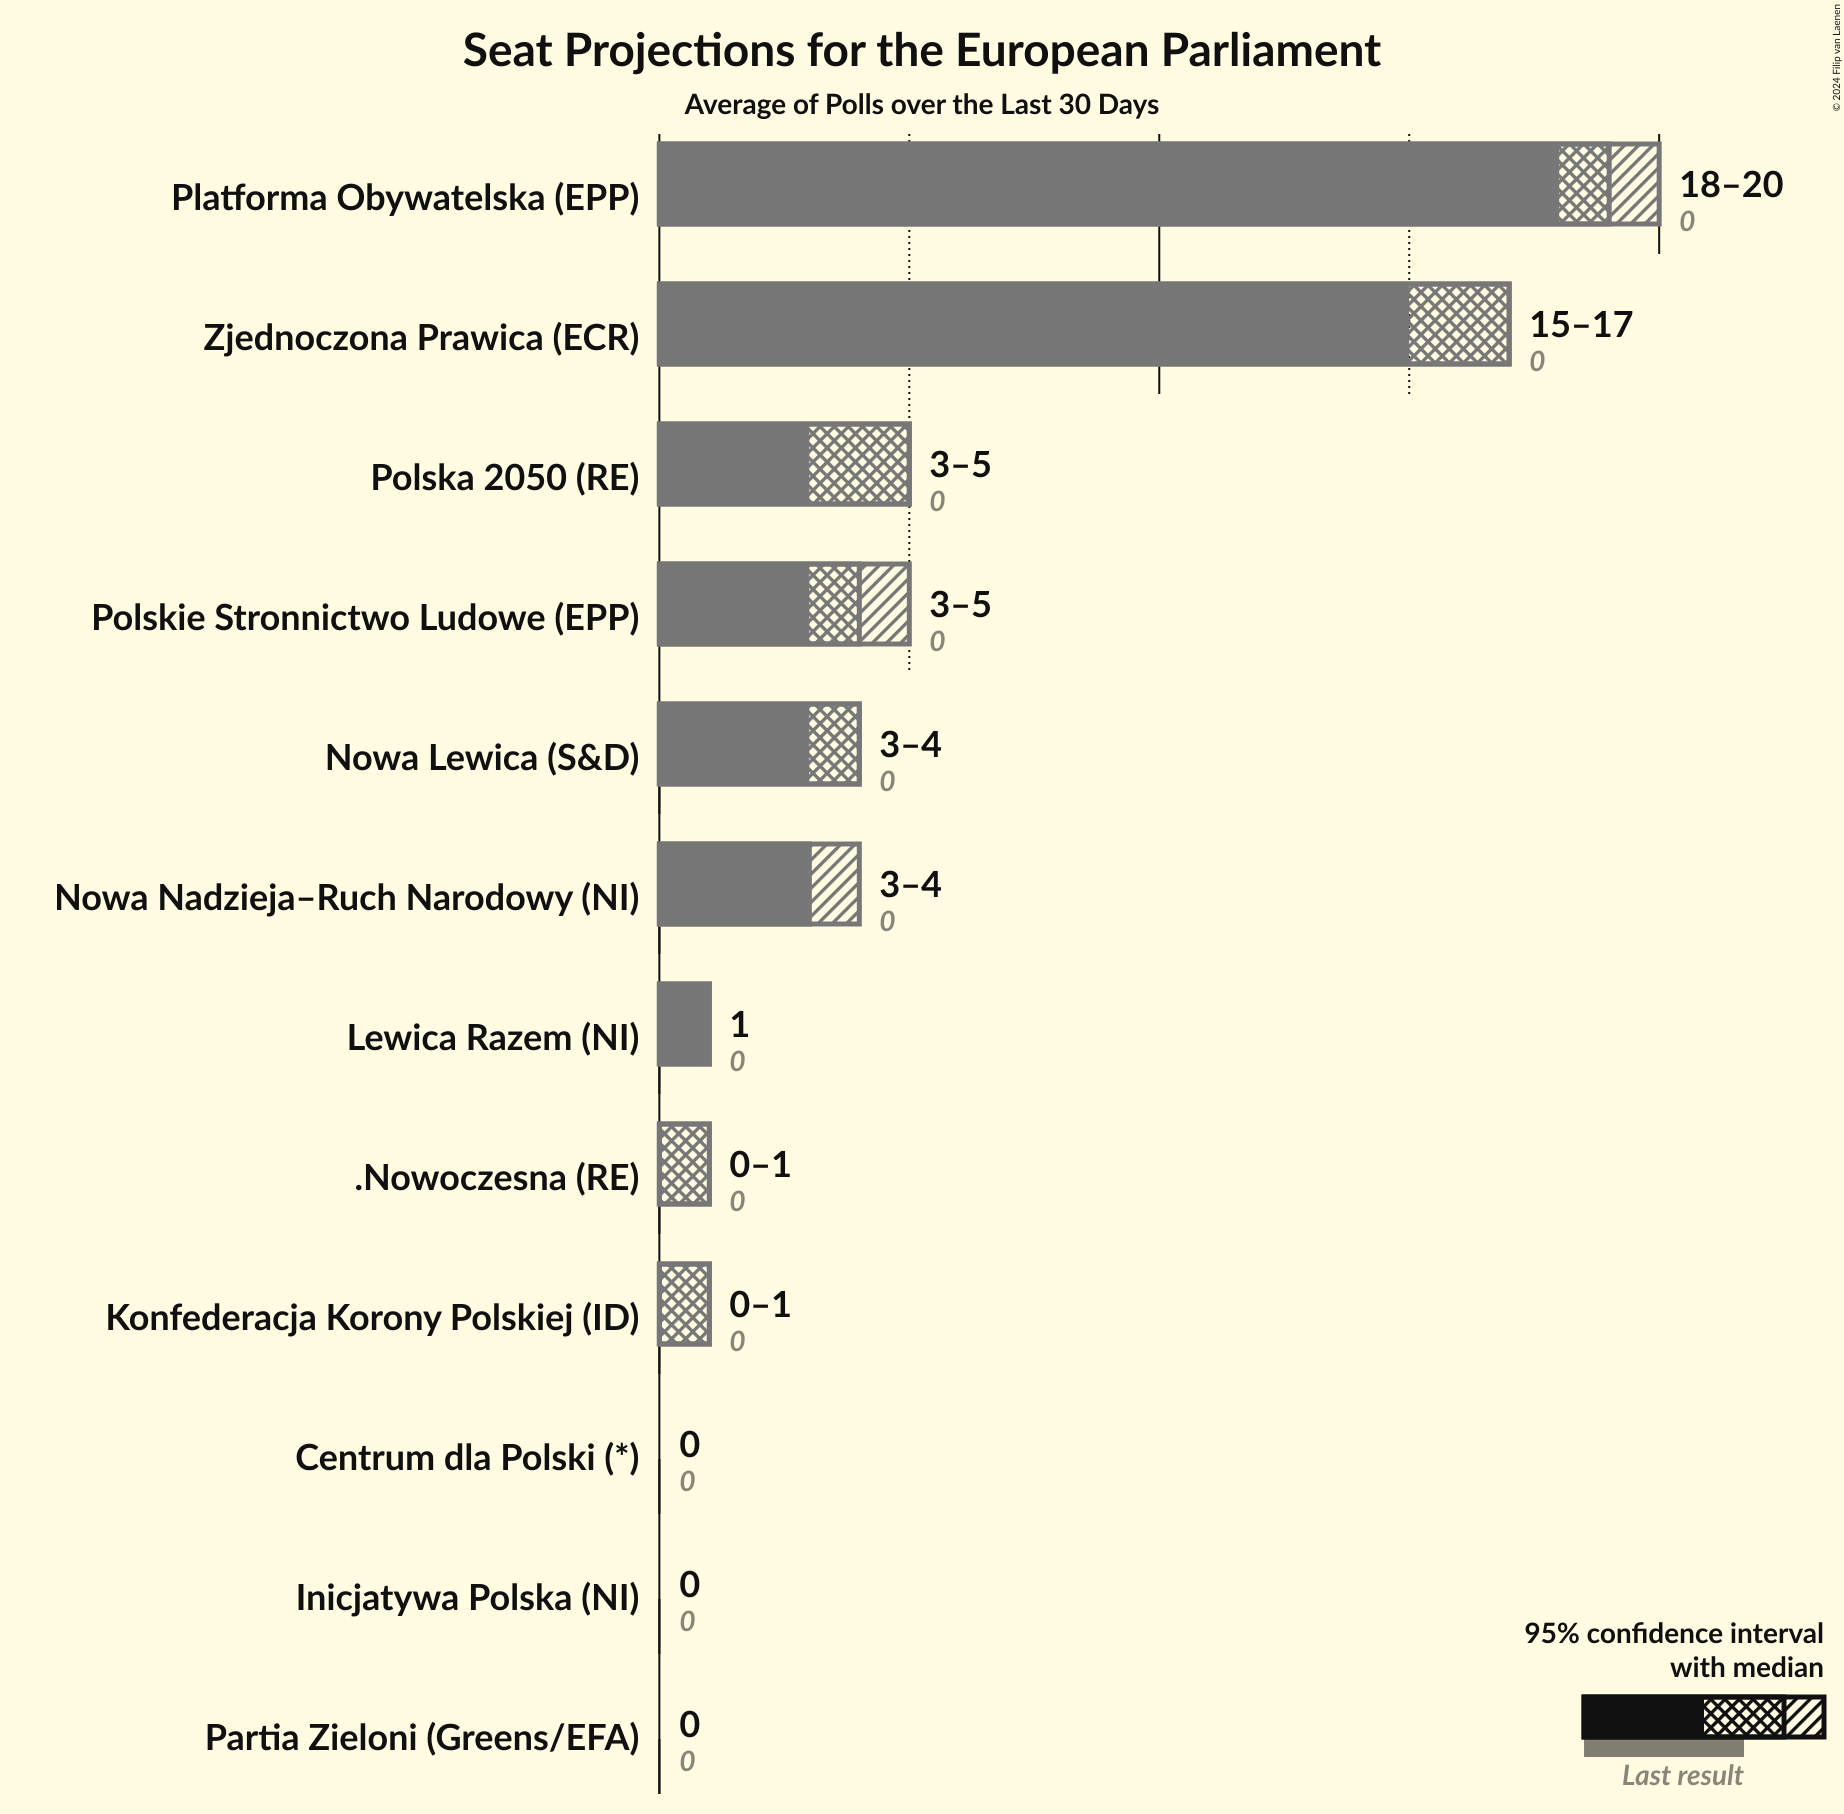 Seat Projections for the European Parliament
Average of Polls over the Last 30 Days
© 2024 Filip van Laenen
Platforma Obywatelska (EPP)
18–20
0
Zjednoczona Prawica (ECR)
15–17
0
Polska 2050 (RE)
3–5
0
Polskie Stronnictwo Ludowe (EPP)
3–5
0
Nowa Lewica (S&D)
3–4
0
Nowa Nadzieja–Ruch Narodowy (NI)
3–4
0
Lewica Razem (NI)
1
0
.Nowoczesna (RE)
0–1
0
Konfederacja Korony Polskiej (ID)
0–1
0
Centrum dla Polski (*)
0
0
Inicjatywa Polska (NI)
0
0
Partia Zieloni (Greens/EFA)
0
0
95% confidence interval
with median
Last result